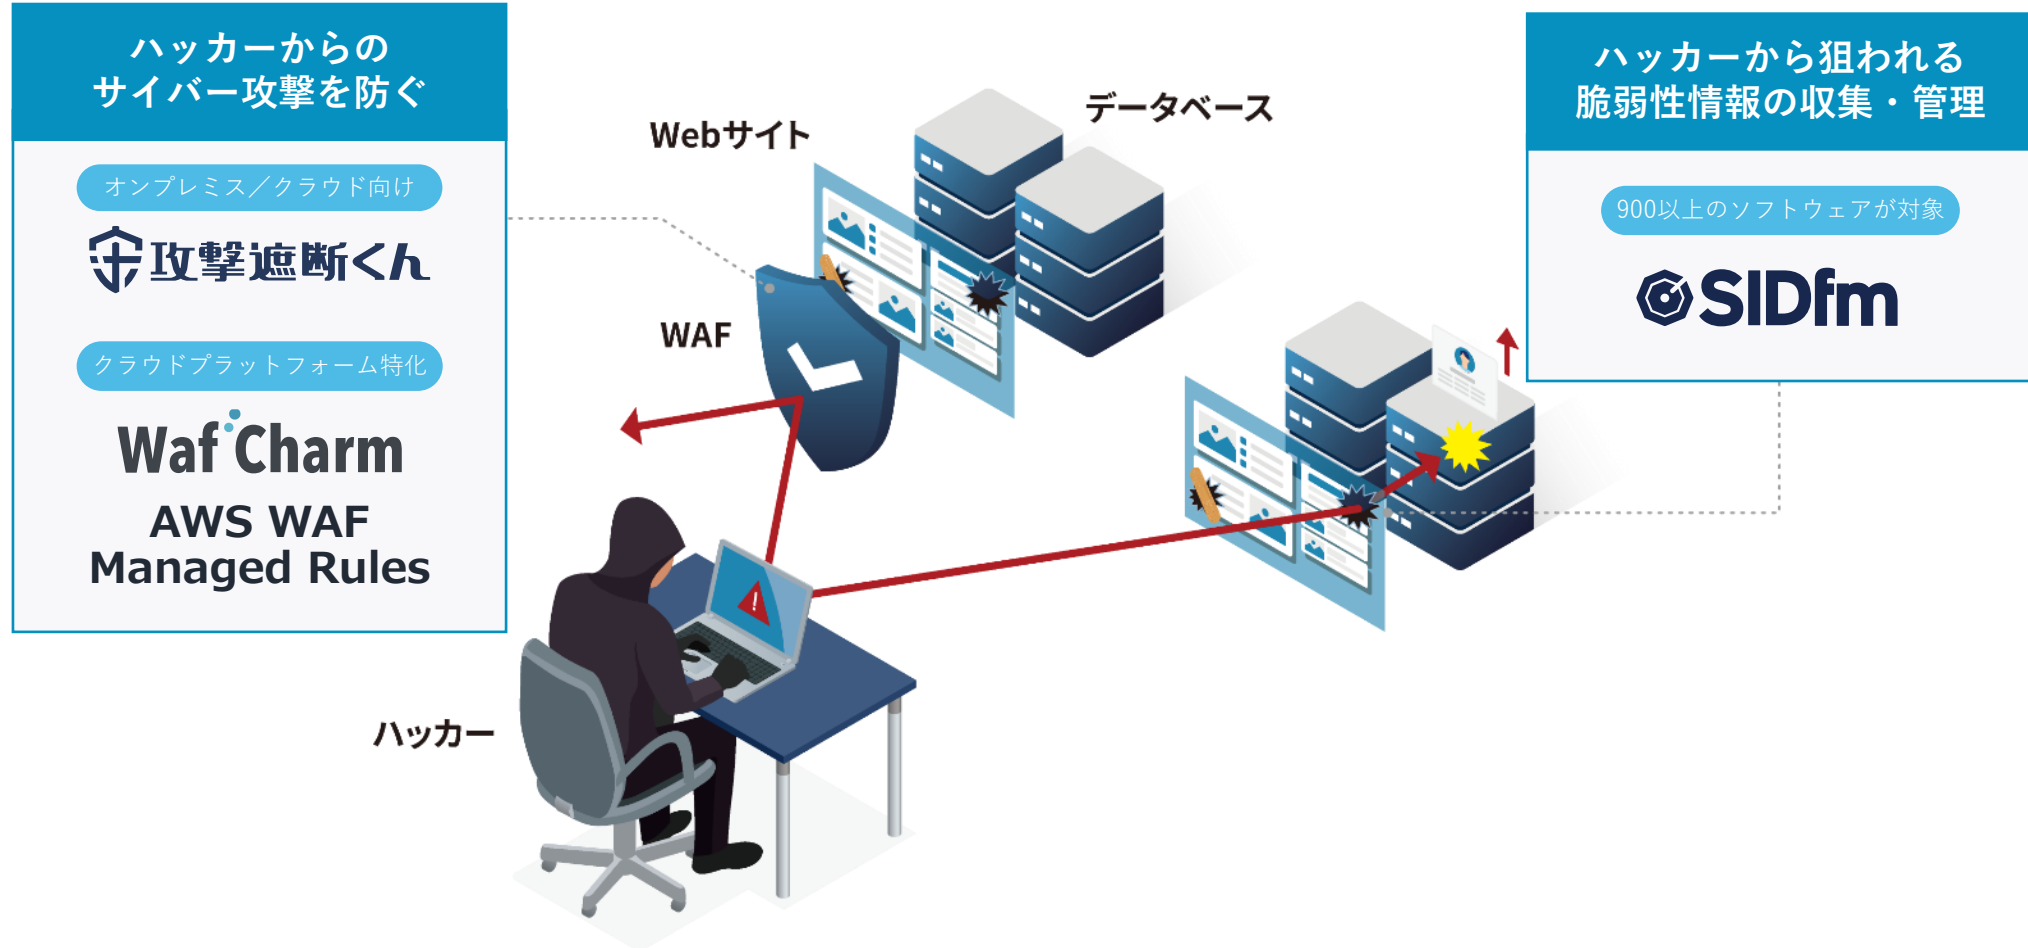 ハッカーからの
サイバー攻撃を防ぐ
オンプレミス／クラウド向け
攻撃遮断くん
クラウドプラットフォーム特化
WafCharm
AWS WAF
Managed Rules
Webサイト
データベース
WAF
ハッカー
ハッカーから狙われる
脆弱性情報の収集・管理
900以上のソフトウェアが対象
SIDfm